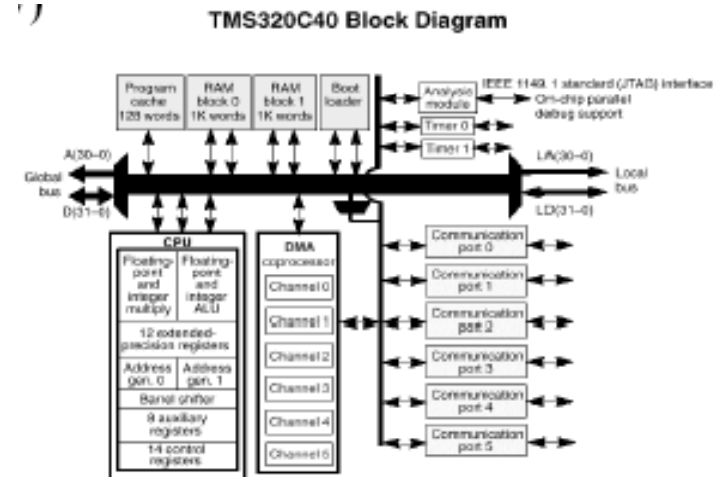 TMS320C40 Block Diagram
Program
cache
128 words
RAM
block 0
1K words
RAM
block 1
1K words
Boot
loader
Analysis
module
IEEE 1149.1 standard (JTAG) interface
On-chip parallel
debug support
Timer 0
Timer 1
A(30–0)
Global
bus
D(31–0)
LA(30–0)
Local
bus
LD(31–0)
CPU
Floating-
point
and
integer
multiply
Floating-
point
and
integer
ALU
12 extended-
precision registers
Address
gen. 0
Address
gen. 1
Barrel shifter
8 auxiliary
registers
14 control
registers
DMA
coprocessor
Channel 0
Channel 1
Channel 2
Channel 3
Channel 4
Channel 5
Communication
port 0
Communication
port 1
Communication
port 2
Communication
port 3
Communication
port 4
Communication
port 5